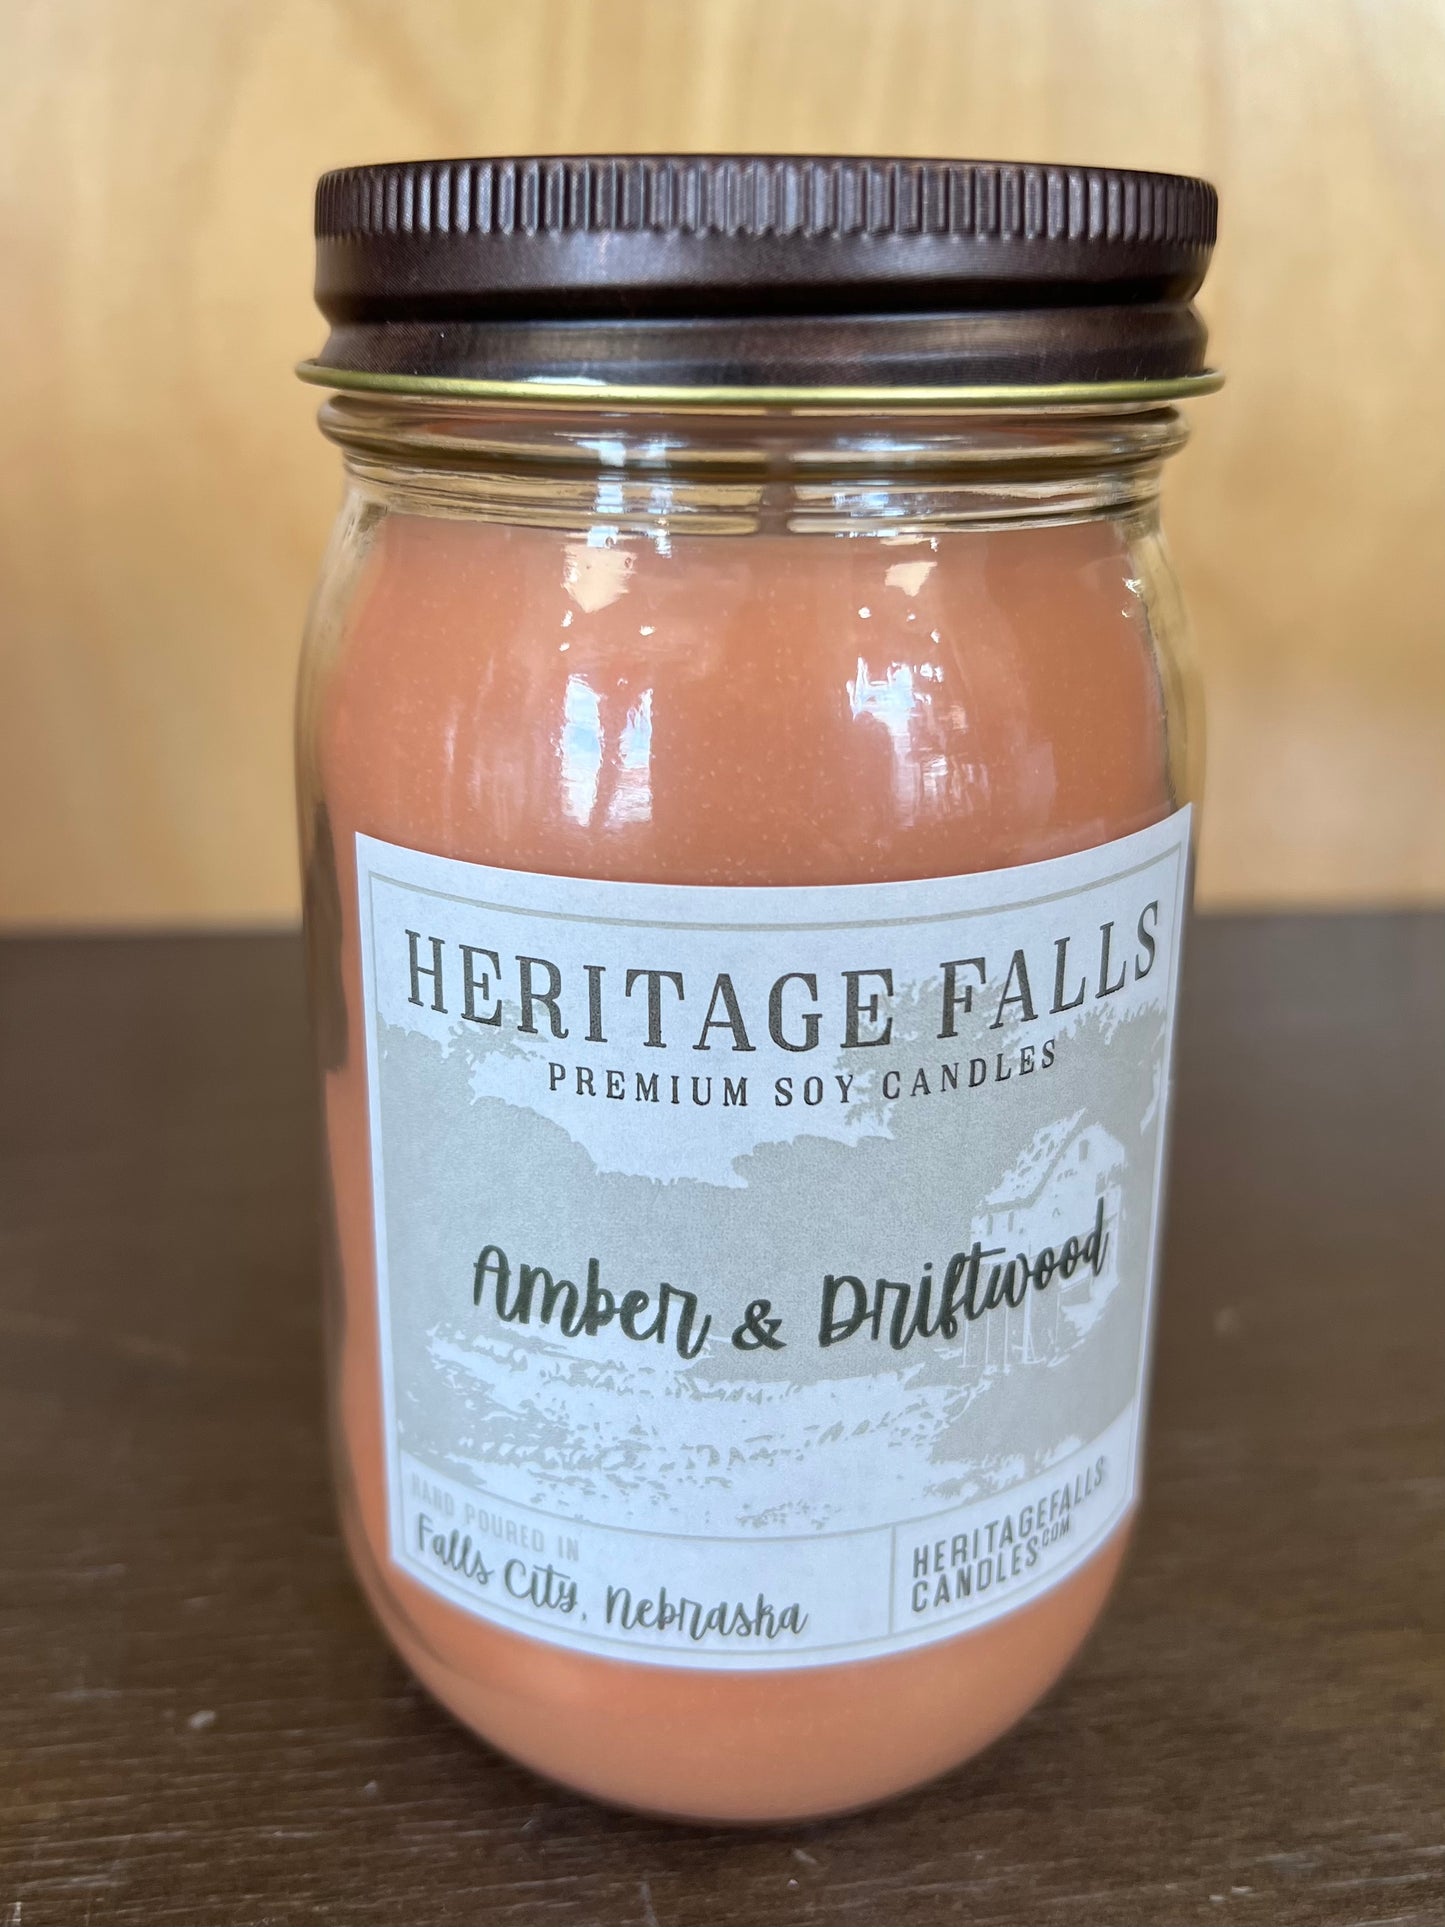 HERITAGE FALLS
PREMIUM SOY CANDLES
Amber & Driftwood
HAND POURED IN
Falls City, Nebraska
HERITAGEFALLS
CANDLES.COM